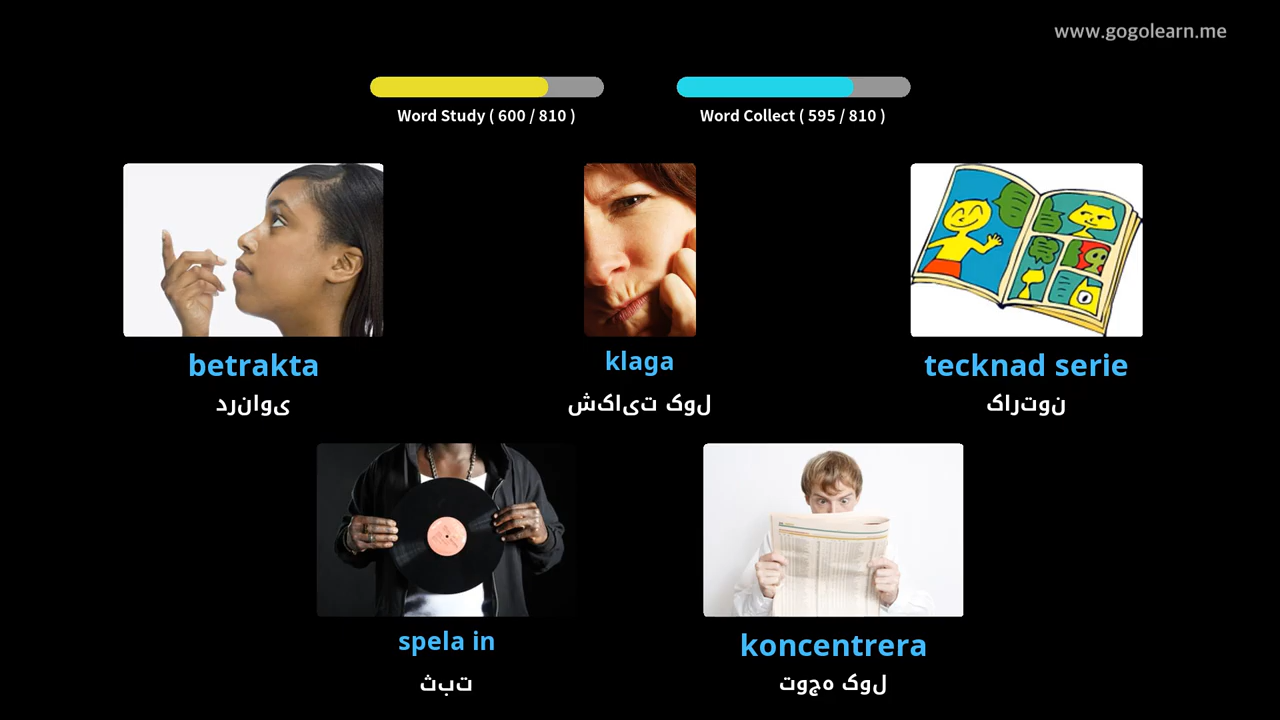 www.gogolearn.me
Word Study ( 600 / 810 )
Word Collect ( 595 / 810 )
betrakta
یوانرد
klaga
لوک تیاکش
tecknad serie
نوتراک
spela in
تبث
koncentrera
لوک هجوت